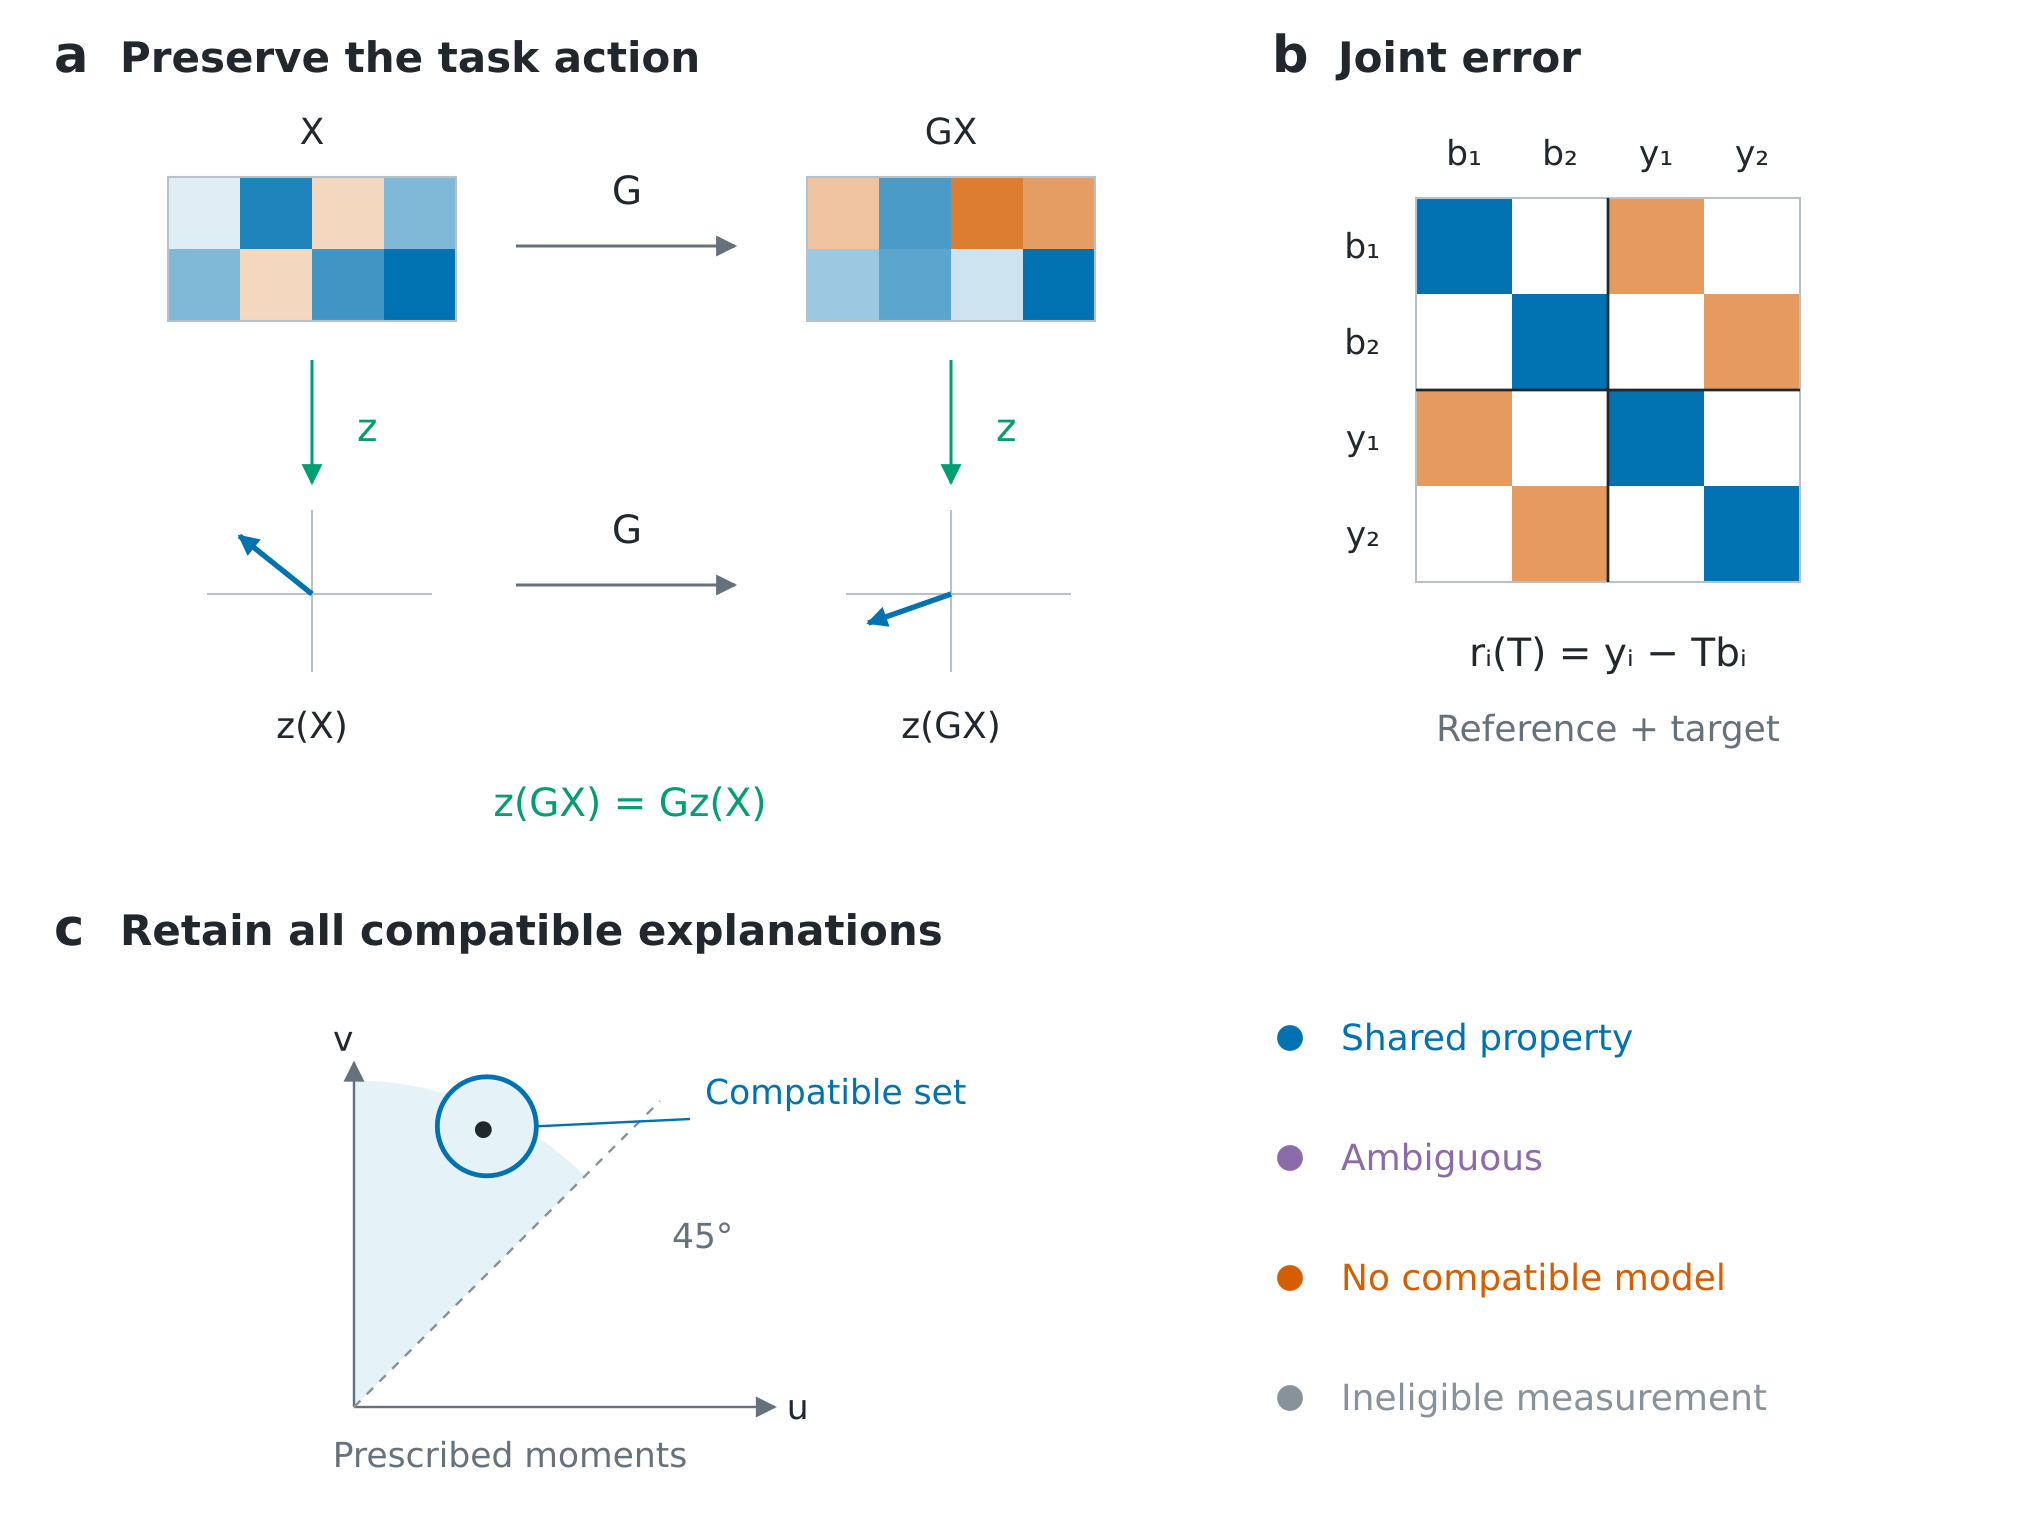 a Preserve the task action
X
GX
G
z
z
G
z(X)
z(GX)
z(GX) = Gz(X)
b Joint error
b₁ b₂ y₁ y₂
b₁
b₂
y₁
y₂
rᵢ(T) = yᵢ − Tbᵢ
Reference + target
c Retain all compatible explanations
v
Compatible set
45°
u
Prescribed moments
Shared property
Ambiguous
No compatible model
Ineligible measurement